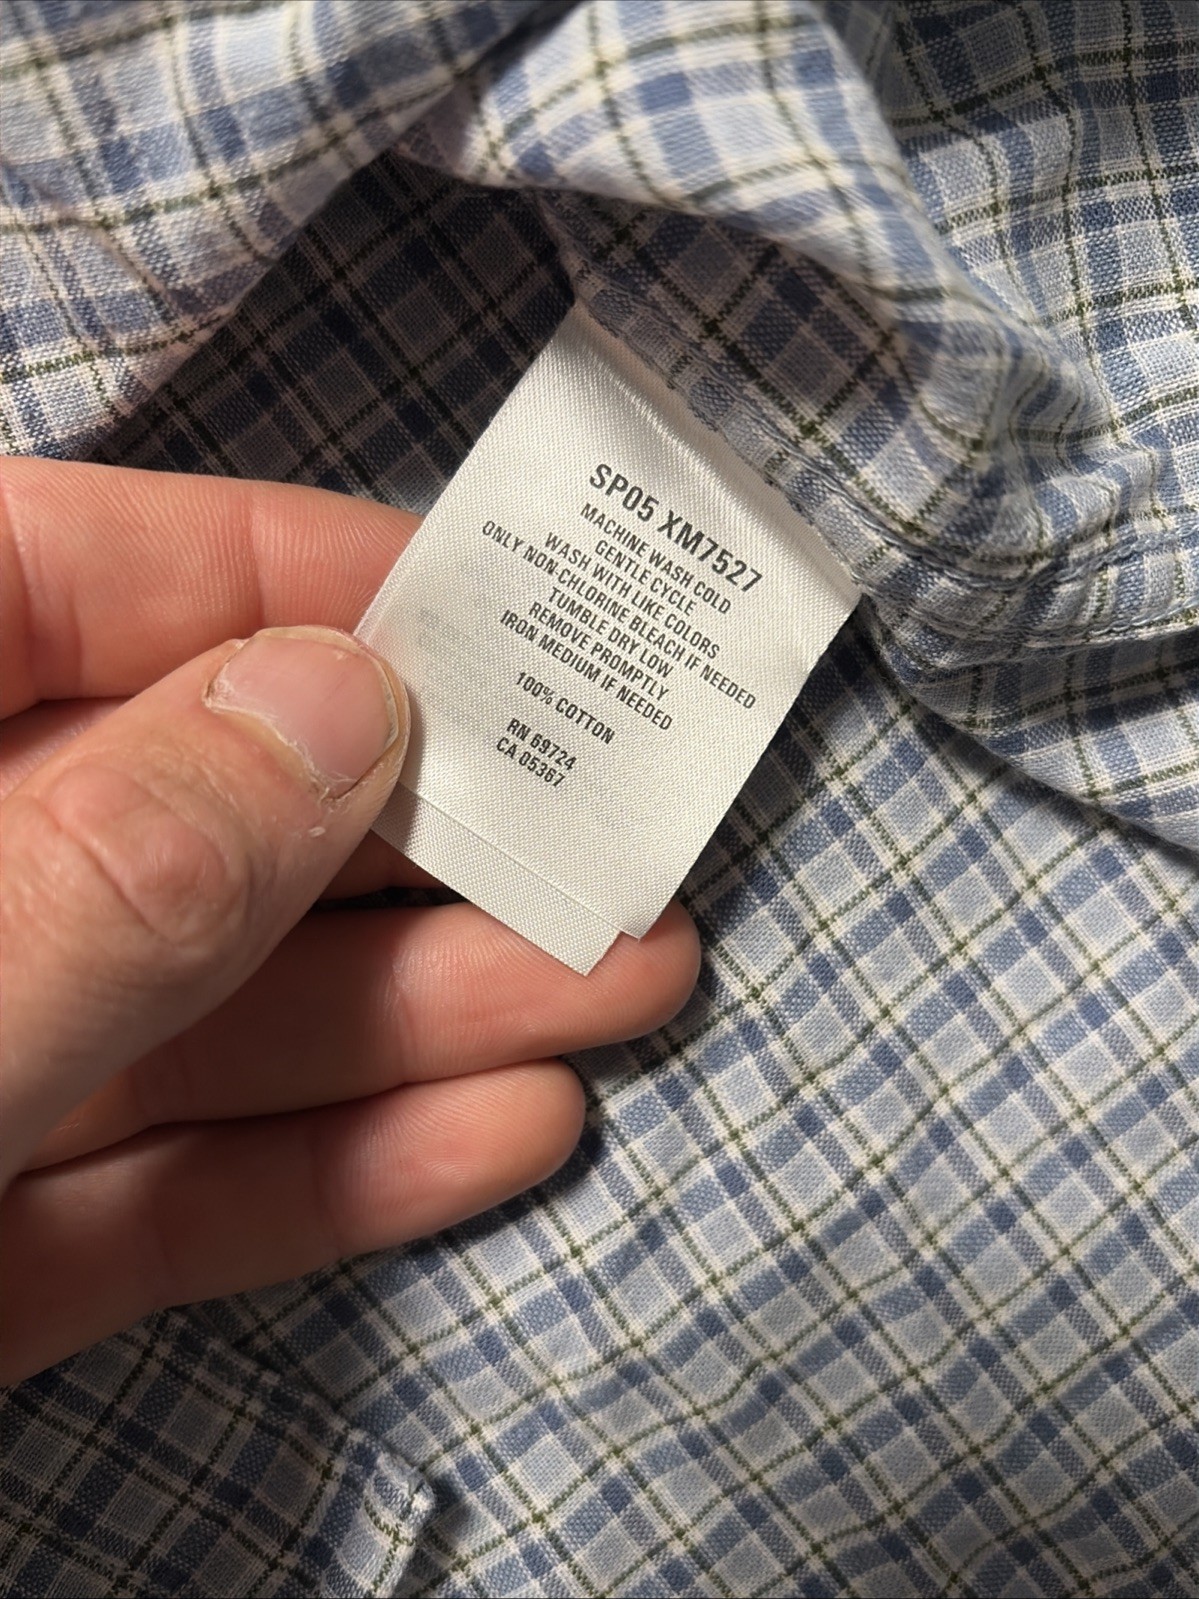 SP05 XM7527
MACHINE WASH COLD
GENTLE CYCLE
WASH WITH LIKE COLORS
ONLY NON-CHLORINE BLEACH IF NEEDED
TUMBLE DRY LOW
REMOVE PROMPTLY
IRON MEDIUM IF NEEDED
100% COTTON
RN 69724
CA 05367